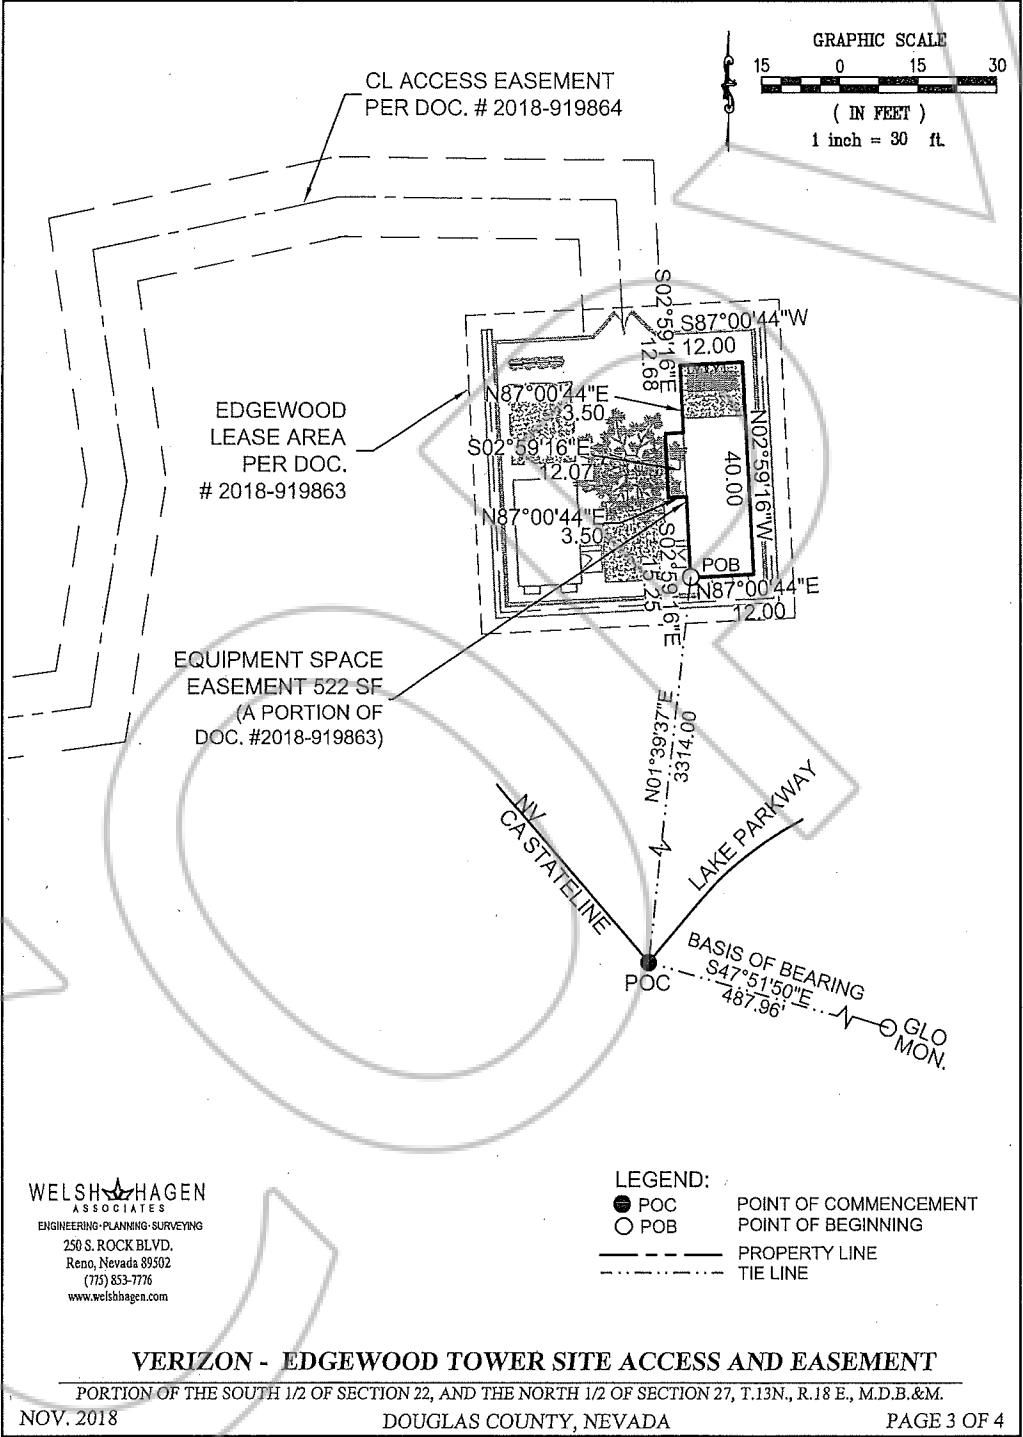 GRAPHIC SCALE
15 0 15 30
( IN FEET )
1 inch = 30 ft.
CL ACCESS EASEMENT
PER DOC. # 2018-919864
S87°00'44"W
12.00
S02°59'16"E
12.68
N87°00'44"E
3.50
EDGEWOOD
LEASE AREA
PER DOC.
# 2018-919863
S02°59'16"E
12.07
N02°59'16"W
40.00
N87°00'44"E
3.50
S02°59'16"E
15.25
POB
N87°00'44"E
12.00
EQUIPMENT SPACE
EASEMENT 522 SF
(A PORTION OF
DOC. #2018-919863)
N01°39'37"E
3314.00
NV
CA STATELINE
LAKE PARKWAY
POC
BASIS OF BEARING
S47°51'50"E
487.96'
GLO
MON.
WELSH HAGEN
ASSOCIATES
ENGINEERING·PLANNING·SURVEYING
250 S. ROCK BLVD.
Reno, Nevada 89502
(775) 853-7776
www.welshhagen.com
LEGEND:
POC POINT OF COMMENCEMENT
POB POINT OF BEGINNING
PROPERTY LINE
TIE LINE
VERIZON - EDGEWOOD TOWER SITE ACCESS AND EASEMENT
PORTION OF THE SOUTH 1/2 OF SECTION 22, AND THE NORTH 1/2 OF SECTION 27, T.13N., R.18 E., M.D.B.&M.
NOV. 2018 DOUGLAS COUNTY, NEVADA PAGE 3 OF 4